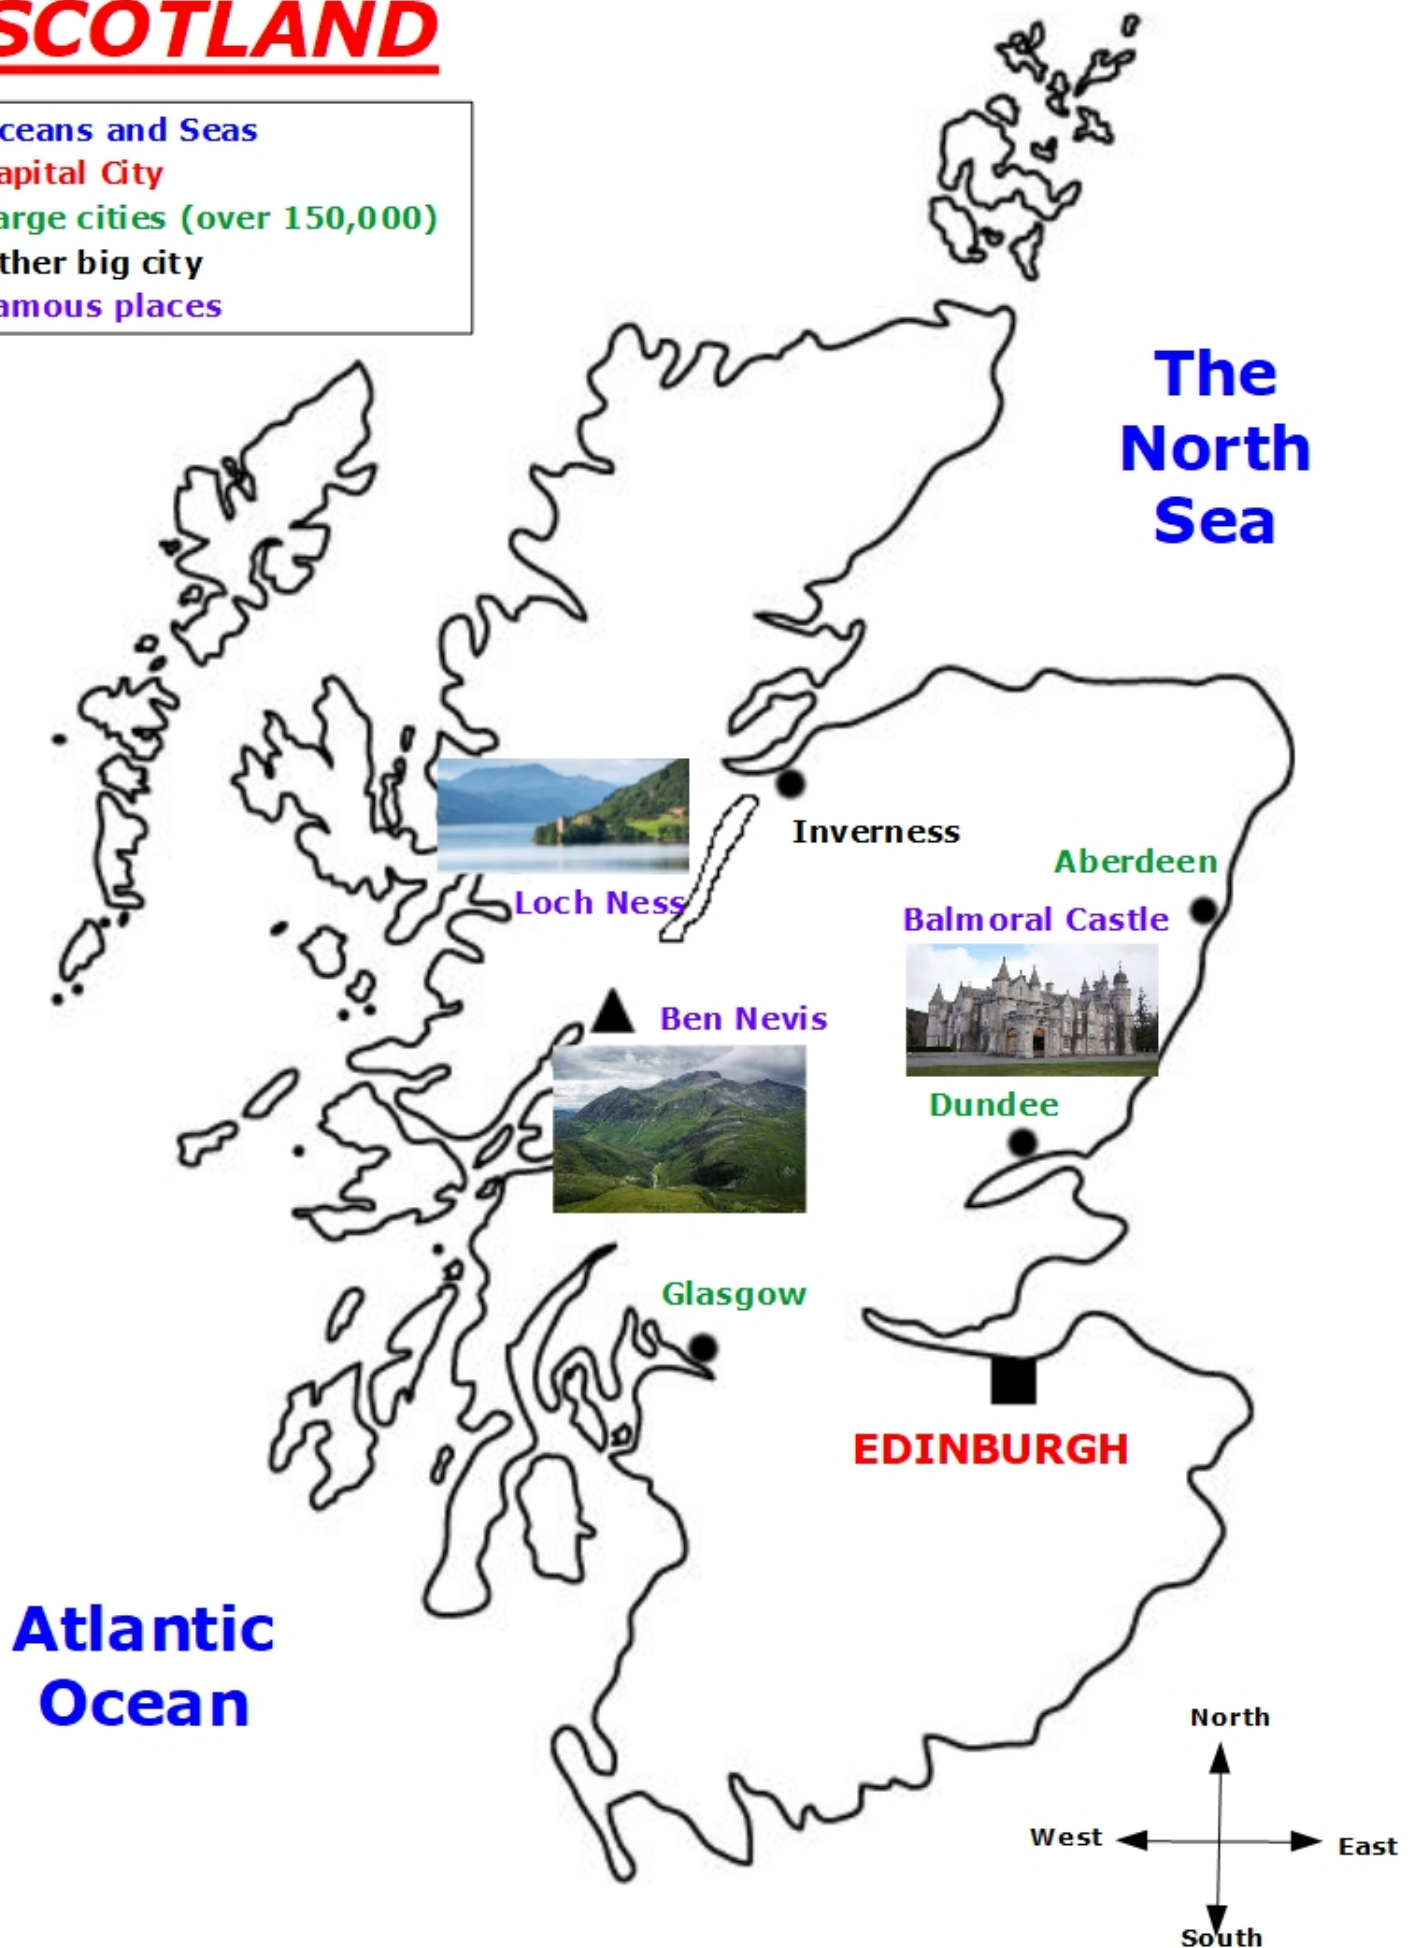 SCOTLAND
ceans and Seas
apital City
arge cities (over 150,000)
ther big city
amous places
The
North
Sea
Inverness
Aberdeen
Loch Ness
Balmoral Castle
Ben Nevis
Dundee
Glasgow
EDINBURGH
Atlantic
Ocean
North
West
East
South